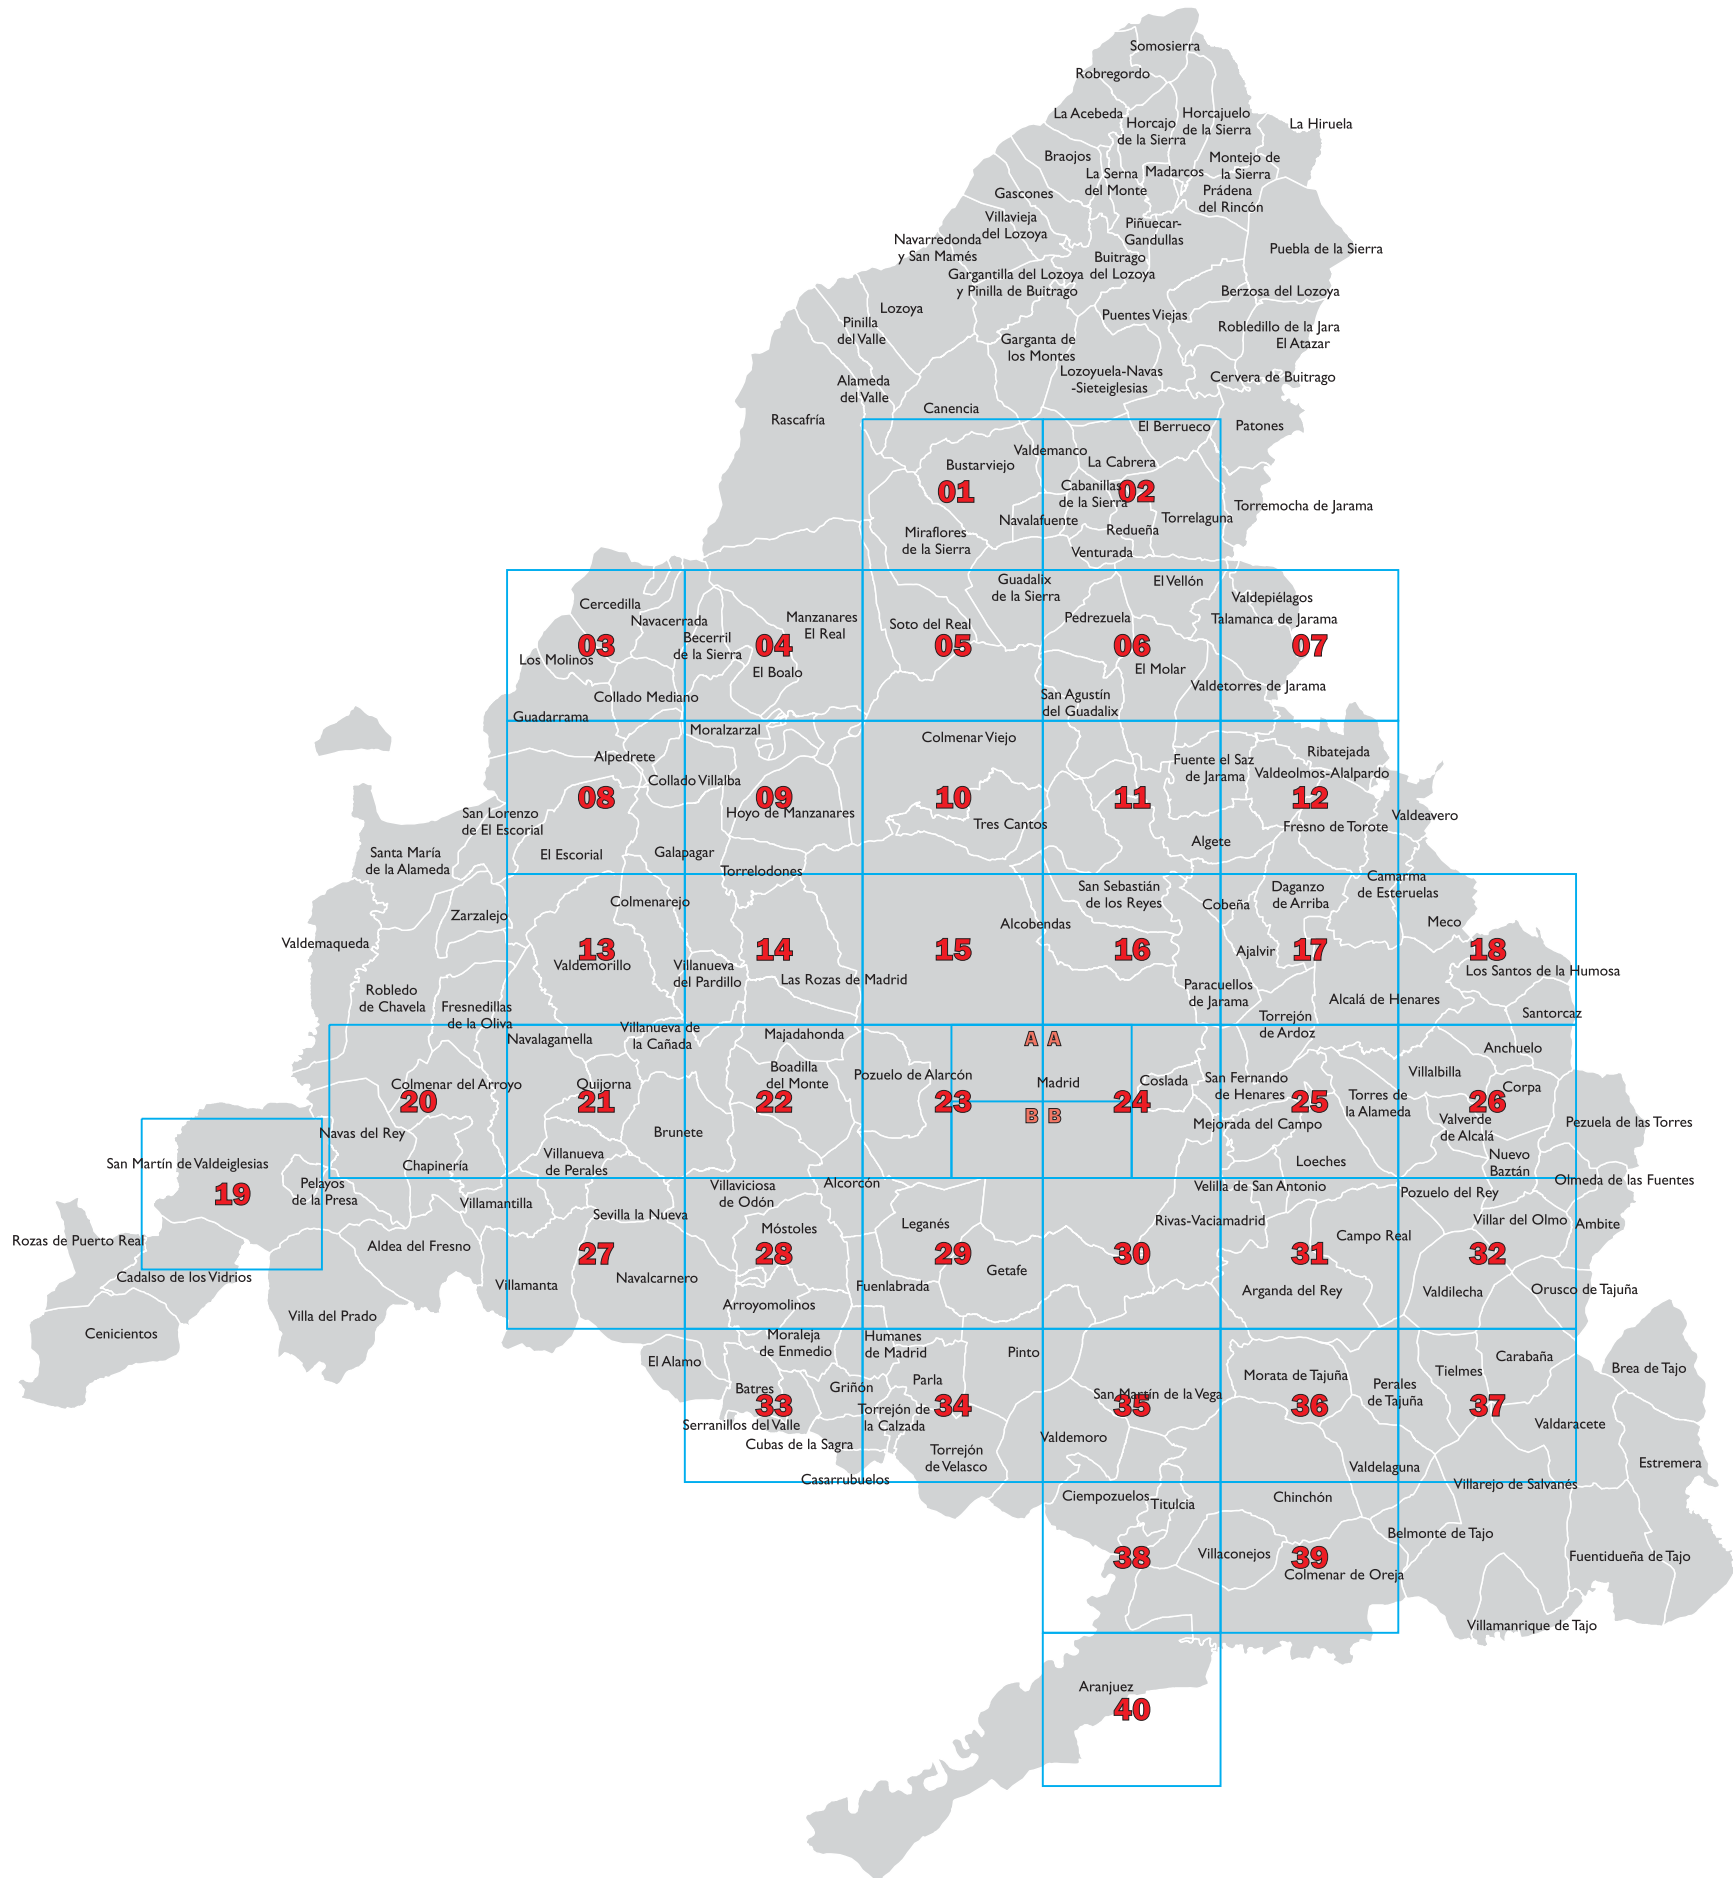 Somosierra
Robregordo
La Acebeda
Horcajo
de la Sierra
Horcajuelo
de la Sierra
La Hiruela
Braojos
La Serna
del Monte
Madarcos
Montejo de
la Sierra
Prádena
del Rincón
Gascones
Villavieja
del Lozoya
Piñuecar-
Gandullas
Navarredonda
y San Mamés
Buitrago
del Lozoya
Puebla de la Sierra
Gargantilla del Lozoya
y Pinilla de Buitrago
Berzosa del Lozoya
Lozoya
Pinilla
del Valle
Puentes Viejas
Robledillo de la Jara
El Atazar
Garganta de
los Montes
Lozoyuela-Navas
-Sieteiglesias
Cervera de Buitrago
Alameda
del Valle
Canencia
Rascafría
El Berrueco
Patones
Valdemanco
Bustarviejo
La Cabrera
01
Cabanillas
de la Sierra
02
Torremocha de Jarama
Navalafuente
Torrelaguna
Redueña
Miraflores
de la Sierra
Venturada
Guadalix
de la Sierra
El Vellón
Valdepiélagos
Cercedilla
Navacerrada
Manzanares
El Real
Soto del Real
Pedrezuela
Talamanca de Jarama
Becerril
de la Sierra
03
04
05
06
07
Los Molinos
El Boalo
El Molar
Valdetorres de Jarama
Collado Mediano
San Agustín
del Guadalix
Guadarrama
Moralzarzal
Colmenar Viejo
Alpedrete
Fuente el Saz
de Jarama
Ribatejada
Valdeolmos-Alalpardo
Collado Villalba
08
09
10
11
12
Hoyo de Manzanares
San Lorenzo
de El Escorial
Tres Cantos
Fresno de Torote
Valdeavero
Algete
Santa María
de la Alameda
El Escorial
Galapagar
Torrelodones
Camarma
de Esteruelas
San Sebastián
de los Reyes
Daganzo
de Arriba
Colmenarejo
Cobeña
Zarzalejo
Alcobendas
Meco
Valdemaqueda
13
14
15
16
Ajalvir
17
18
Valdemorillo
Villanueva
del Pardillo
Las Rozas de Madrid
Los Santos de la Humosa
Robledo
de Chavela
Paracuellos
de Jarama
Alcalá de Henares
Fresnedillas
de la Oliva
Santorcaz
Torrejón
de Ardoz
Navalagamella
Villanueva de
la Cañada
Majadahonda
A A
Anchuelo
Boadilla
del Monte
Pozuelo de Alarcón
Madrid
Coslada
San Fernando
de Henares
Villalbilla
Colmenar del Arroyo
Quijorna
Corpa
20
21
22
23
24
25
Torres de
la Alameda
26
B B
Mejorada del Campo
Valverde
de Alcalá
Pezuela de las Torres
Navas del Rey
Brunete
San Martín de Valdeiglesias
Chapinería
Villanueva
de Perales
Loeches
Nuevo
Baztán
Olmeda de las Fuentes
19
Pelayos
de la Presa
Villamantilla
Villaviciosa
de Odón
Alcorcón
Velilla de San Antonio
Pozuelo del Rey
Sevilla la Nueva
Móstoles
Leganés
Rivas-Vaciamadrid
Villar del Olmo
Ambite
Rozas de Puerto Real
Aldea del Fresno
Campo Real
27
28
29
30
31
32
Cadalso de los Vidrios
Villamanta
Navalcarnero
Fuenlabrada
Getafe
Arganda del Rey
Valdilecha
Orusco de Tajuña
Villa del Prado
Arroyomolinos
Cenicientos
Moraleja
de Enmedio
Humanes
de Madrid
Pinto
El Alamo
Carabaña
Brea de Tajo
Batres
Griñón
Parla
Morata de Tajuña
Perales
de Tajuña
Tielmes
San Martín de la Vega
33
34
35
36
37
Serranillos del Valle
Torrejón de
la Calzada
Valdaracete
Cubas de la Sagra
Valdemoro
Torrejón
de Velasco
Valdelaguna
Estremera
Casarrubuelos
Villarejo de Salvanés
Ciempozuelos
Titulcia
Chinchón
Belmonte de Tajo
38
Villaconejos
39
Fuentidueña de Tajo
Colmenar de Oreja
Villamanrique de Tajo
Aranjuez
40